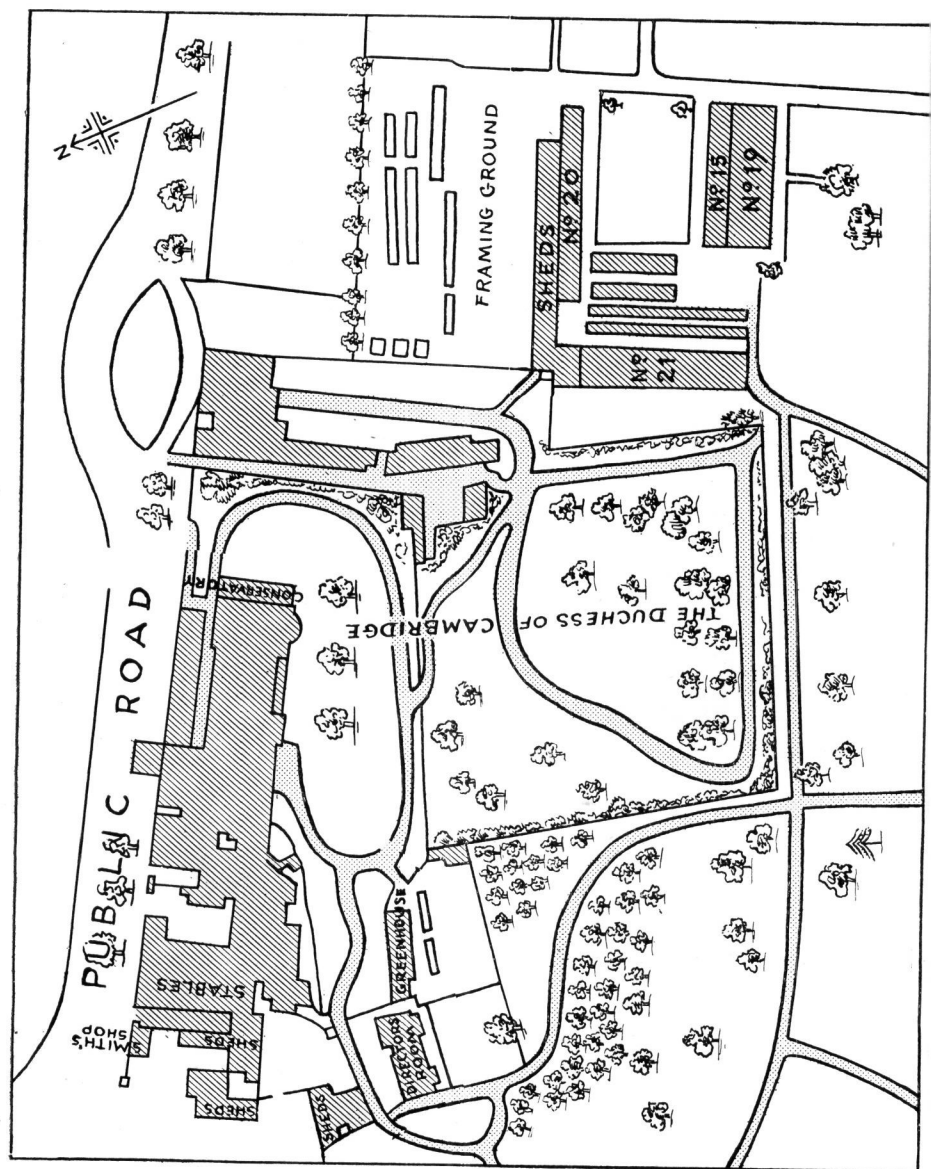 N
PUBLIC ROAD
FRAMING GROUND
SHEDS
Nº 20
Nº 15
Nº 19
Nº
21
CONSERVATORY
THE DUCHESS OF CAMBRIDGE
STABLES
SMITH'S
SHOP
SHEDS
SHEDS
SHEDS
GREENHOUSE
DIRECTORS
ROOM